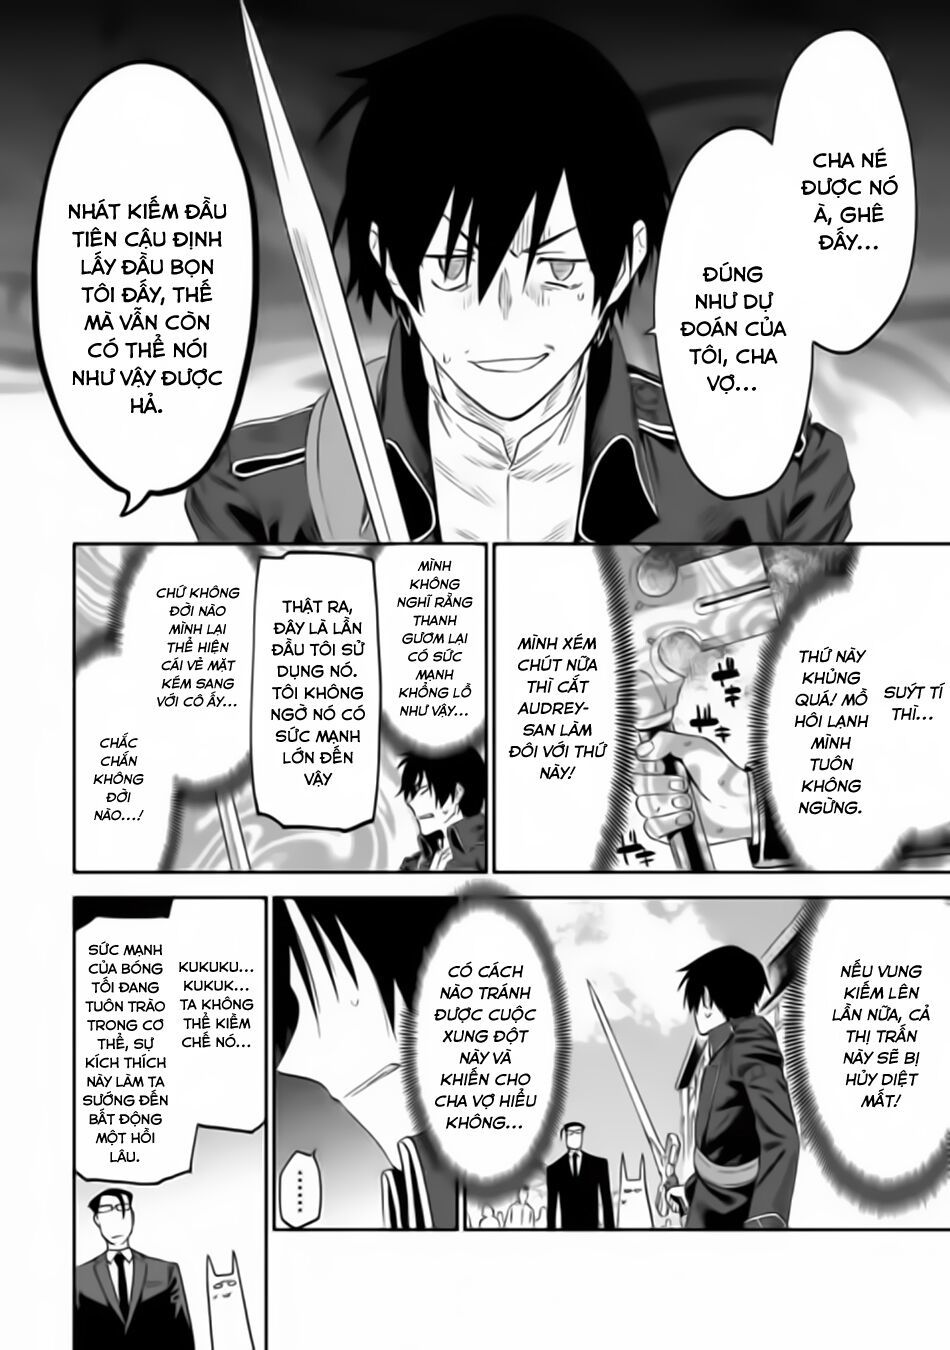 CHA NÉ
ĐƯỢC NÓ
À, GHÊ
ĐẤY...
ĐÚNG
NHƯ DỰ
ĐOÁN CỦA
TÔI, CHA
VỢ...
NHÁT KIẾM ĐẦU
TIÊN CẬU ĐỊNH
LẤY ĐẦU BỌN
TÔI ĐẤY, THẾ
MÀ VẪN CÒN
CÓ THỂ NÓI
NHƯ VẬY ĐƯỢC
HẢ.
SUÝT TÍ
THÌ...
THỨ NÀY
KHỦNG
QUÁ! MỒ
HÔI LẠNH
MÌNH
TUÔN
KHÔNG
NGỪNG.
MÌNH XÉM
CHÚT NỮA
THÌ CẮT
AUDREY-
SAN LÀM
ĐÔI VỚI THỨ
NÀY!
MÌNH
KHÔNG
NGHĨ RẰNG
THANH
GƯƠM LẠI
CÓ SỨC
MẠNH
KHỔNG LỒ
NHƯ VẬY...
THẬT RA,
ĐÂY LÀ LẦN
ĐẦU TÔI SỬ
DỤNG NÓ.
TÔI KHÔNG
NGỜ NÓ CÓ
SỨC MẠNH
LỚN ĐẾN
VẬY
CHỨ KHÔNG
ĐỜI NÀO
MÌNH LẠI
THỂ HIỆN
CÁI VẺ MẶT
KÉM SANG
VỚI CÔ ẤY...
CHẮC
CHẮN
KHÔNG
ĐỜI
NÀO...!
NẾU VUNG
KIẾM LÊN
LẦN NỮA, CẢ
THỊ TRẤN
NÀY SẼ BỊ
HỦY DIỆT
MẤT!
CÓ CÁCH
NÀO TRÁNH
ĐƯỢC CUỘC
XUNG ĐỘT
NÀY VÀ
KHIẾN CHO
CHA VỢ HIỂU
KHÔNG...
......
KUKUKU...
KUKUK...
TA KHÔNG
THỂ KIỀM
CHẾ NÓ...
SỨC MẠNH
CỦA BÓNG
TỐI ĐANG
TUÔN TRÀO
TRONG CƠ
THỂ, SỰ
KÍCH THÍCH
NÀY LÀM TA
SƯỚNG ĐẾN
BẤT ĐỘNG
MỘT HỒI
LÂU.